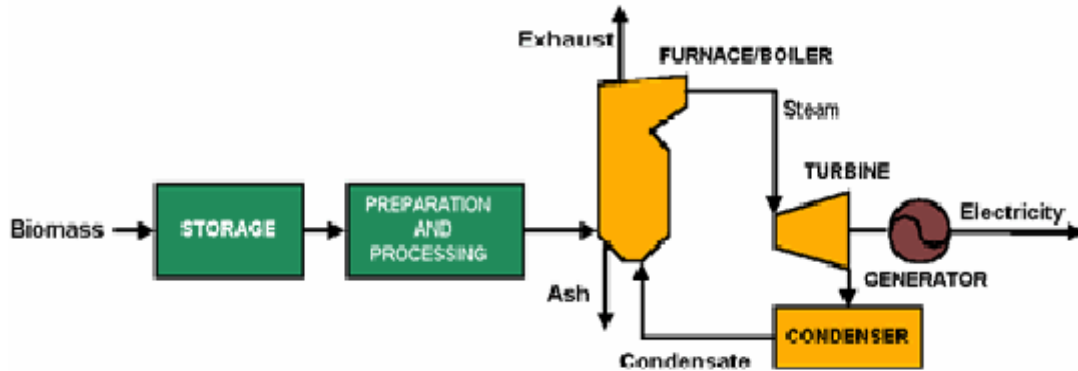 Exhaust
FURNACE/BOILER
Steam
TURBINE
Biomass
STORAGE
PREPARATION
AND
PROCESSING
Electricity
GENERATOR
Ash
CONDENSER
Condensate